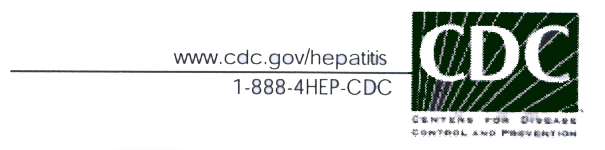 www.cdc.gov/hepatitis
1-888-4HEP-CDC
CDC
CENTERS FOR DISEASE
CONTROL AND PREVENTION